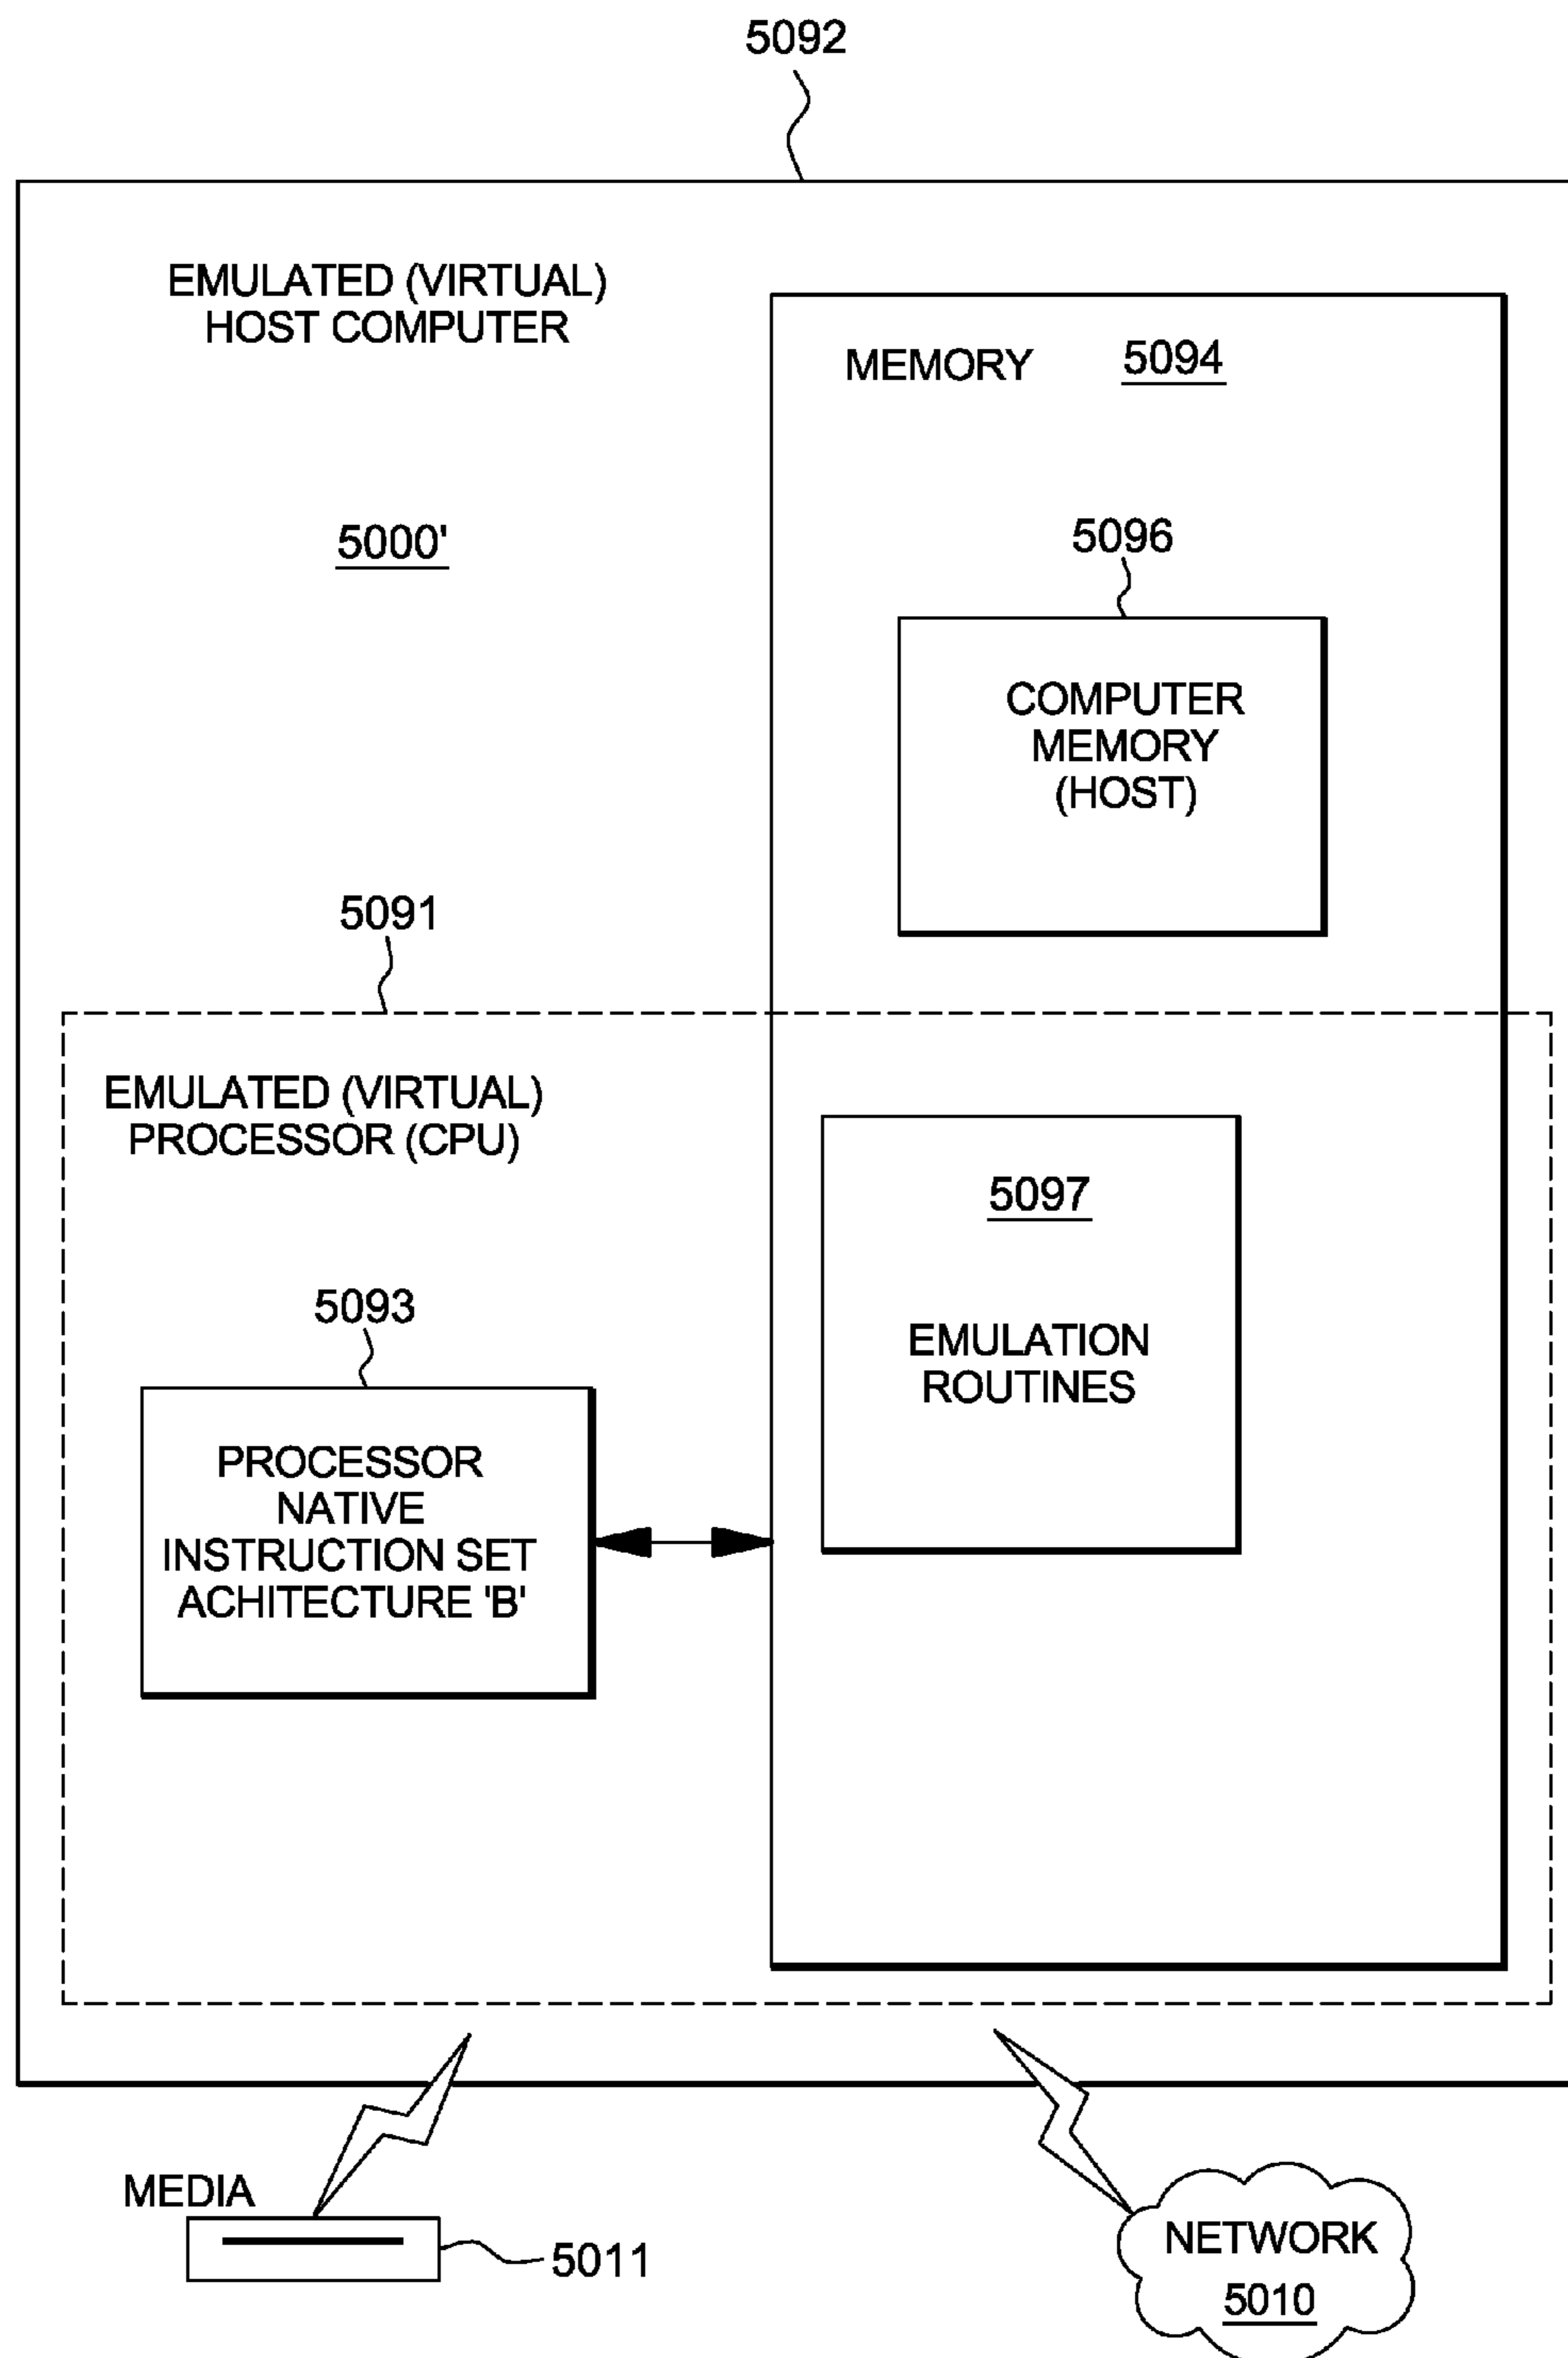 5092
EMULATED (VIRTUAL)
HOST COMPUTER
MEMORY 5094
5000'
5096
COMPUTER
MEMORY
(HOST)
5091
EMULATED (VIRTUAL)
PROCESSOR (CPU)
5097
EMULATION
ROUTINES
5093
PROCESSOR
NATIVE
INSTRUCTION SET
ACHITECTURE 'B'
MEDIA
5011
NETWORK
5010